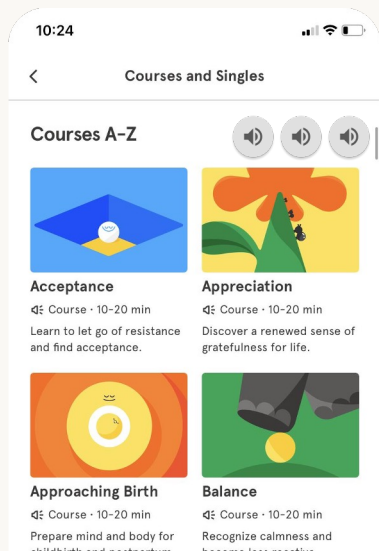 10:24
Courses and Singles
Courses A-Z
Acceptance
Course · 10-20 min
Learn to let go of resistance
and find acceptance.
Appreciation
Course · 10-20 min
Discover a renewed sense of
gratefulness for life.
Approaching Birth
Course · 10-20 min
Prepare mind and body for
Balance
Course · 10-20 min
Recognize calmness and